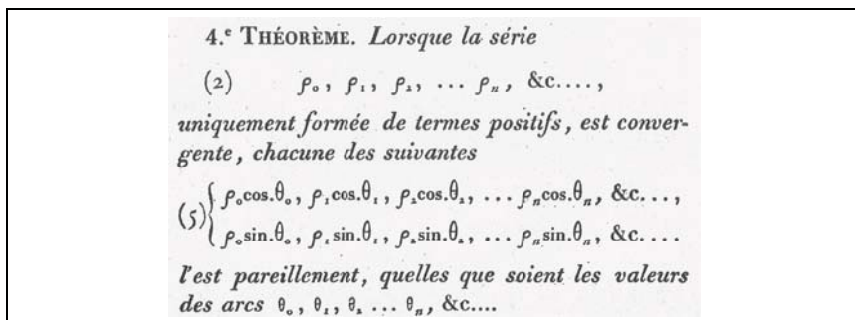 4.ᵉ THÉORÈME. Lorsque la série
(2) ρ₀, ρ₁, ρ₂, ... ρₙ, &c....,
uniquement formée de termes positifs, est conver-
gente, chacune des suivantes
(5) { ρ₀cos.θ₀, ρ₁cos.θ₁, ρ₂cos.θ₂, ... ρₙcos.θₙ, &c...,
ρ₀sin.θ₀, ρ₁sin.θ₁, ρ₂sin.θ₂, ... ρₙsin.θₙ, &c....
l'est pareillement, quelles que soient les valeurs
des arcs θ₀, θ₁, θ₂ ... θₙ, &c....